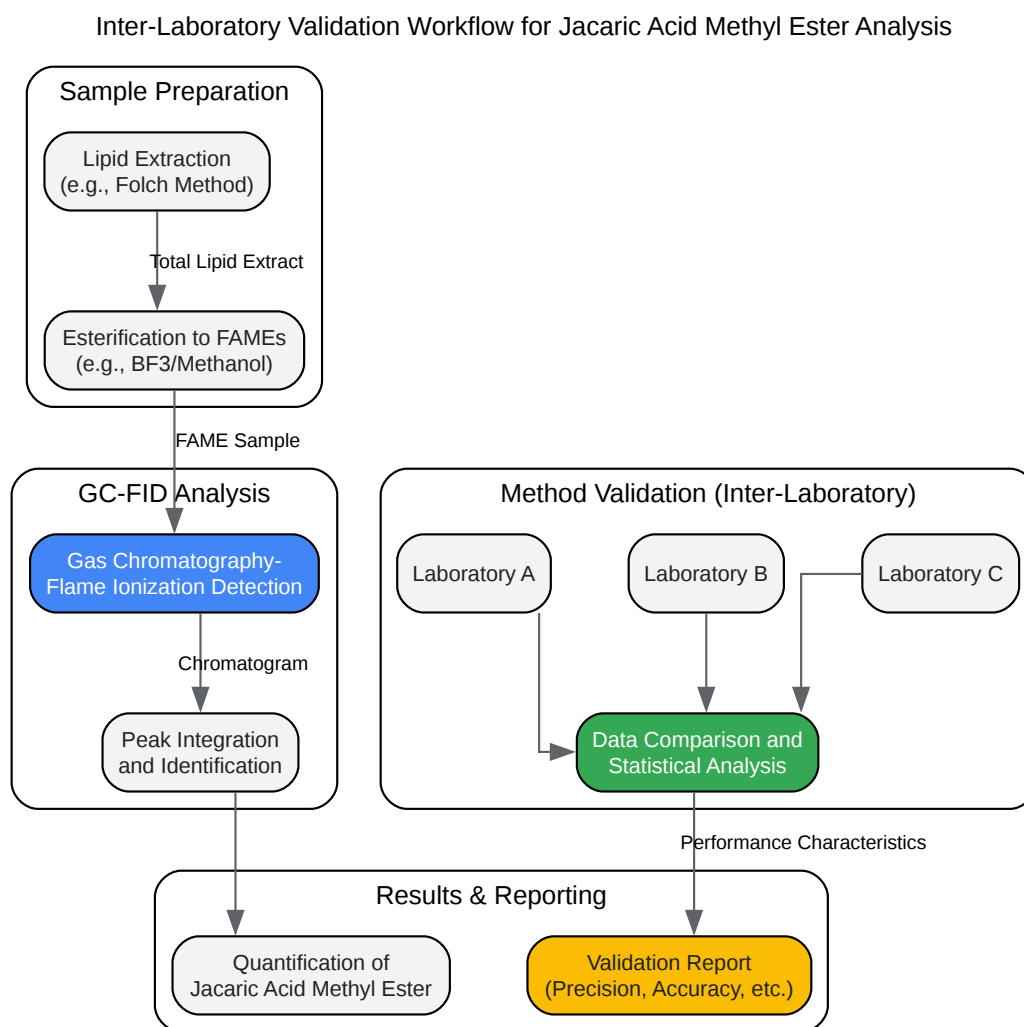 Inter-Laboratory Validation Workflow for Jacaric Acid Methyl Ester Analysis
Sample Preparation
Lipid Extraction
(e.g., Folch Method)
Total Lipid Extract
Esterification to FAMEs
(e.g., BF3/Methanol)
FAME Sample
GC-FID Analysis
Gas Chromatography-
Flame Ionization Detection
Chromatogram
Peak Integration
and Identification
Method Validation (Inter-Laboratory)
Laboratory A
Laboratory B
Laboratory C
Data Comparison and
Statistical Analysis
Performance Characteristics
Results & Reporting
Quantification of
Jacaric Acid Methyl Ester
Validation Report
(Precision, Accuracy, etc.)